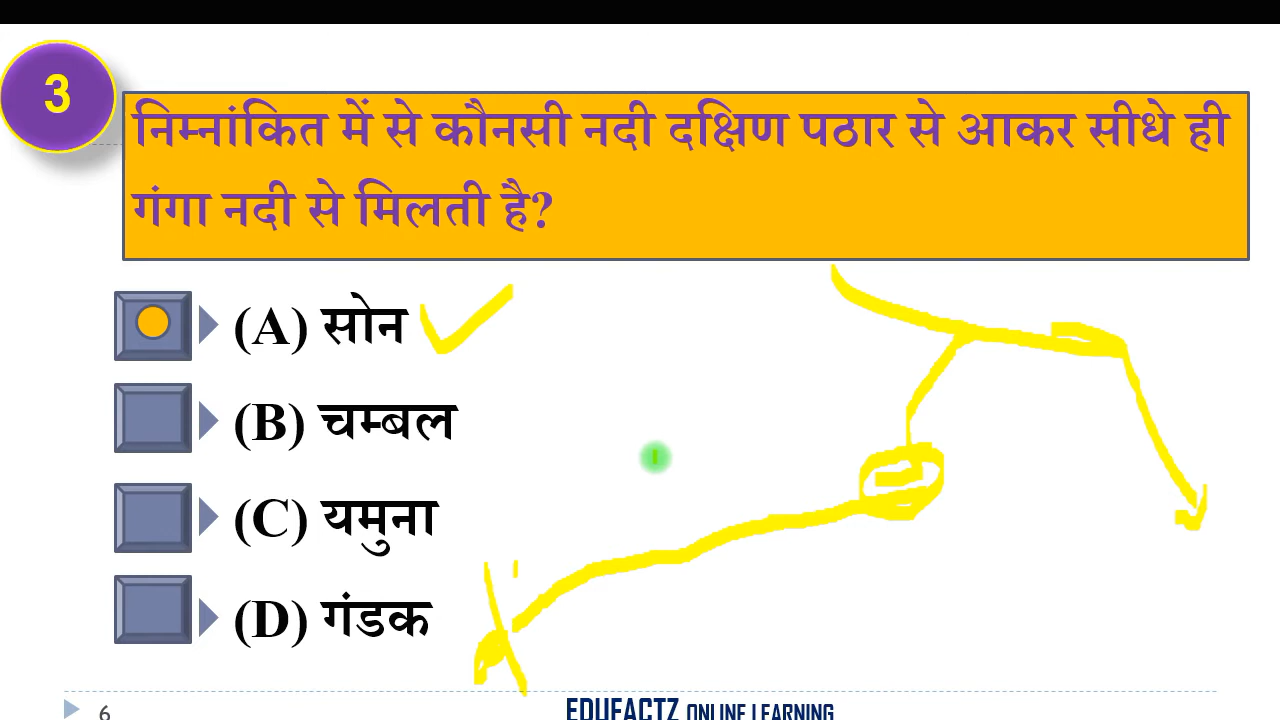 3
निम्नांकित में से कौनसी नदी दक्षिण पठार से आकर सीधे ही
गंगा नदी से मिलती है?
(A) सोन
(B) चम्बल
(C) यमुना
(D) गंडक
6
EDUFACTZ ONLINE LEARNING